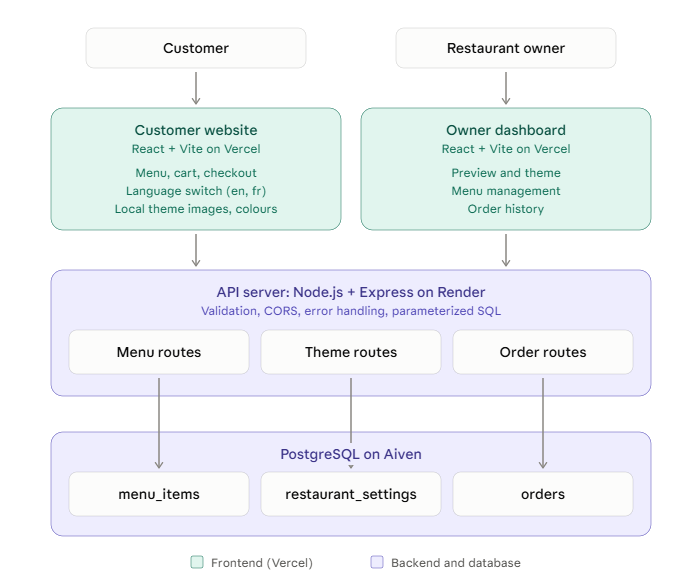 Customer
Restaurant owner
Customer website
React + Vite on Vercel
Menu, cart, checkout
Language switch (en, fr)
Local theme images, colours
Owner dashboard
React + Vite on Vercel
Preview and theme
Menu management
Order history
API server: Node.js + Express on Render
Validation, CORS, error handling, parameterized SQL
Menu routes
Theme routes
Order routes
PostgreSQL on Aiven
menu_items
restaurant_settings
orders
Frontend (Vercel)
Backend and database